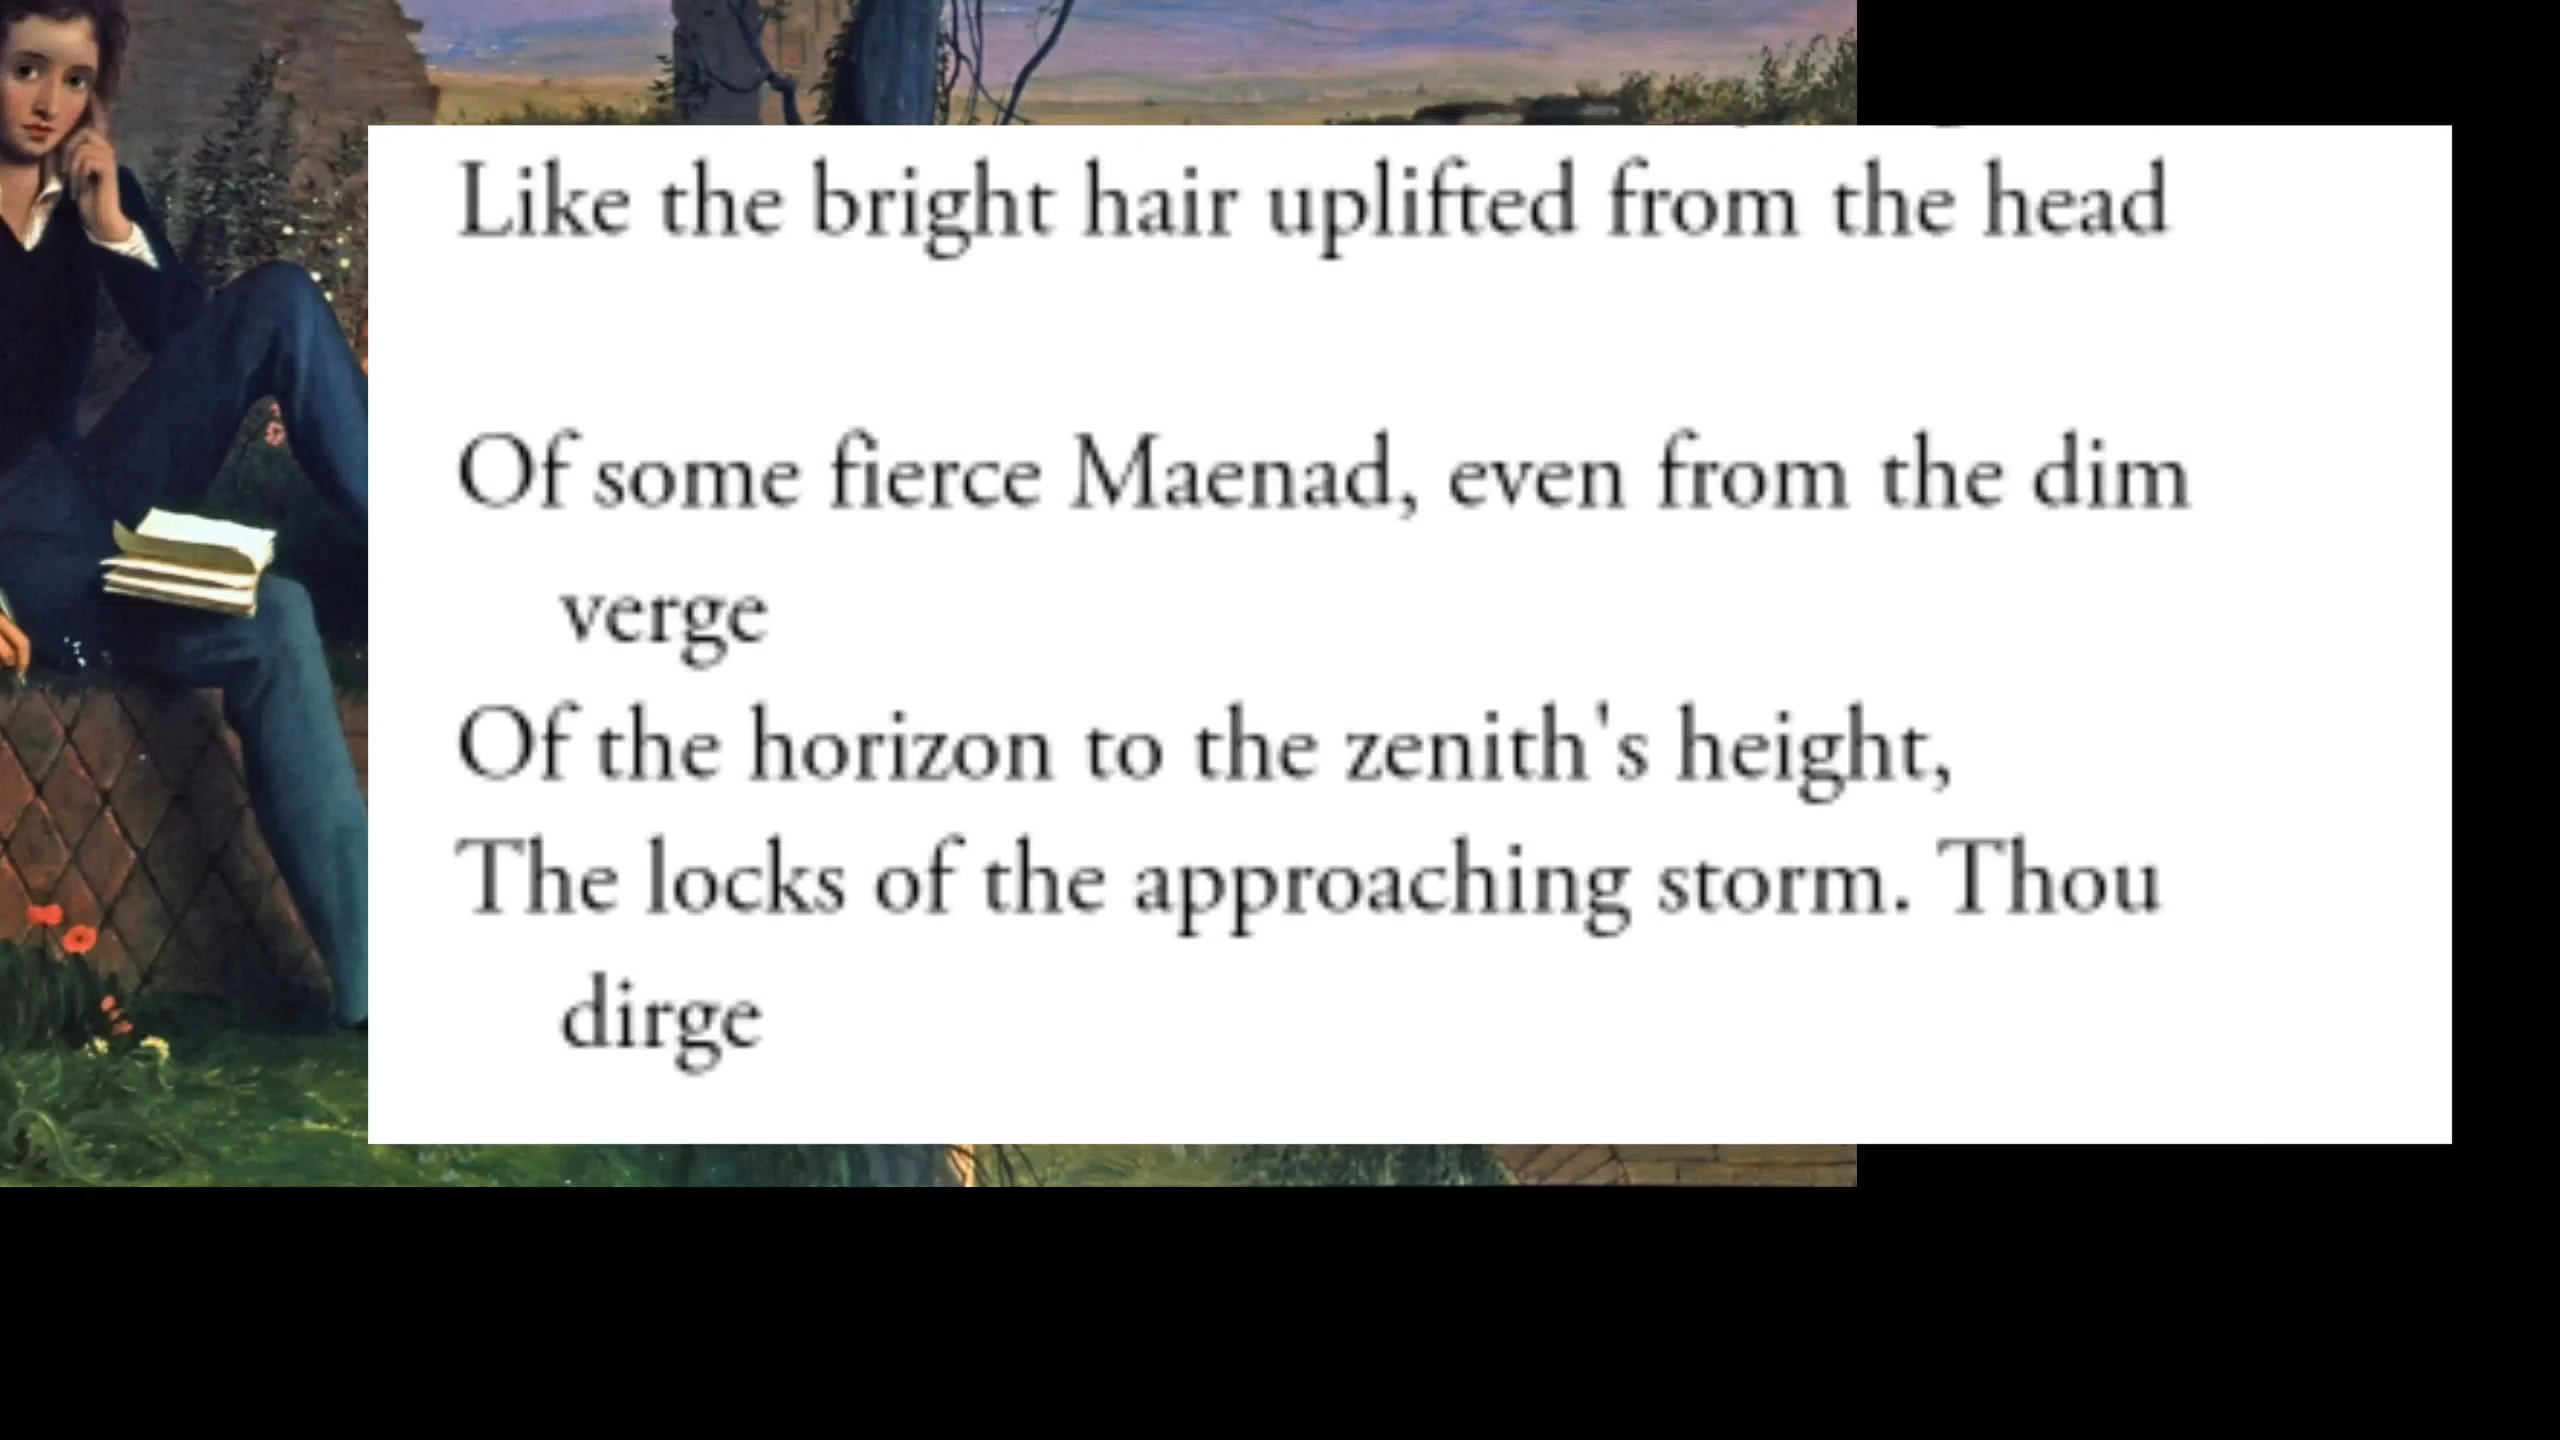 Like the bright hair uplifted from the head
Of some fierce Maenad, even from the dim
verge
Of the horizon to the zenith's height,
The locks of the approaching storm. Thou
dirge